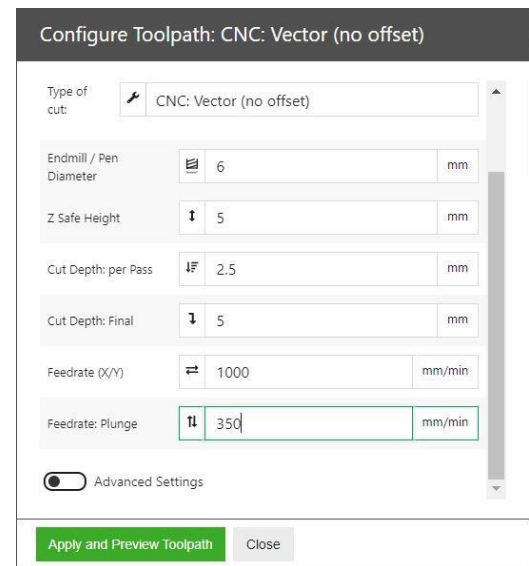 Configure Toolpath: CNC: Vector (no offset)
Type of
cut:
CNC: Vector (no offset)
Endmill / Pen
Diameter
6
mm
Z Safe Height
5
mm
Cut Depth: per Pass
2.5
mm
Cut Depth: Final
5
mm
Feedrate (X/Y)
1000
mm/min
Feedrate: Plunge
350
mm/min
Advanced Settings
Apply and Preview Toolpath
Close